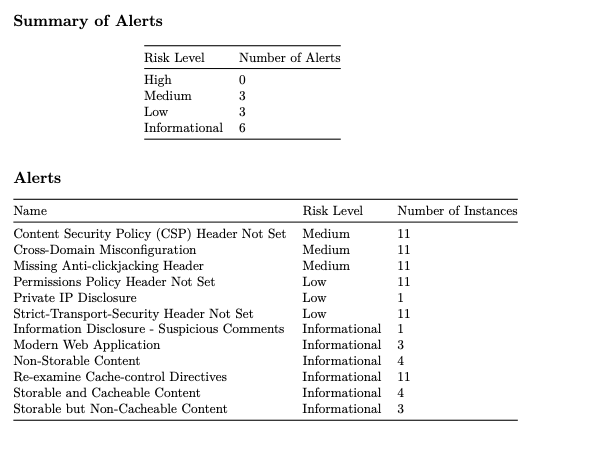 Summary of Alerts
Risk Level Number of Alerts
High 0
Medium 3
Low 3
Informational 6
Alerts
Name Risk Level Number of Instances
Content Security Policy (CSP) Header Not Set Medium 11
Cross-Domain Misconfiguration Medium 11
Missing Anti-clickjacking Header Medium 11
Permissions Policy Header Not Set Low 11
Private IP Disclosure Low 1
Strict-Transport-Security Header Not Set Low 11
Information Disclosure - Suspicious Comments Informational 1
Modern Web Application Informational 3
Non-Storable Content Informational 4
Re-examine Cache-control Directives Informational 11
Storable and Cacheable Content Informational 4
Storable but Non-Cacheable Content Informational 3